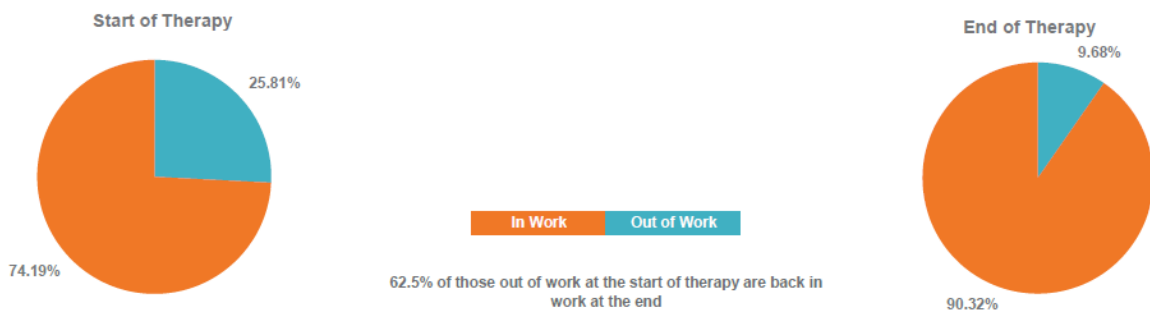 Start of Therapy
25.81%
74.19%
In Work
Out of Work
62.5% of those out of work at the start of therapy are back in
work at the end
End of Therapy
9.68%
90.32%